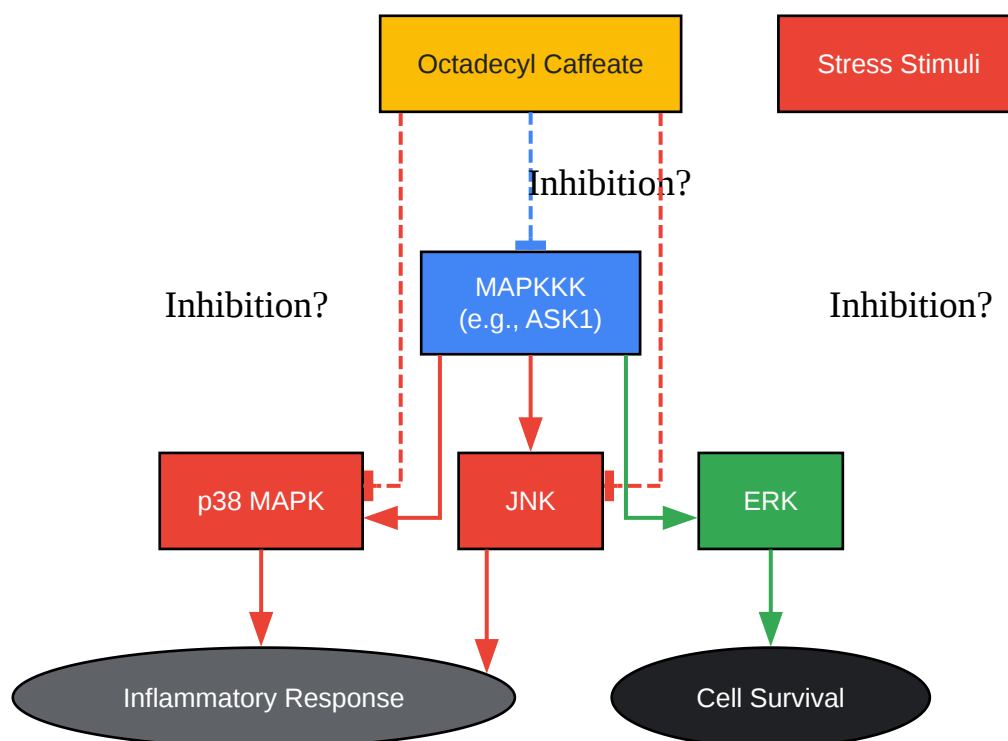 Octadecyl Caffeate
Stress Stimuli
Inhibition?
MAPKKK
(e.g., ASK1)
Inhibition?
Inhibition?
p38 MAPK
JNK
ERK
Inflammatory Response
Cell Survival